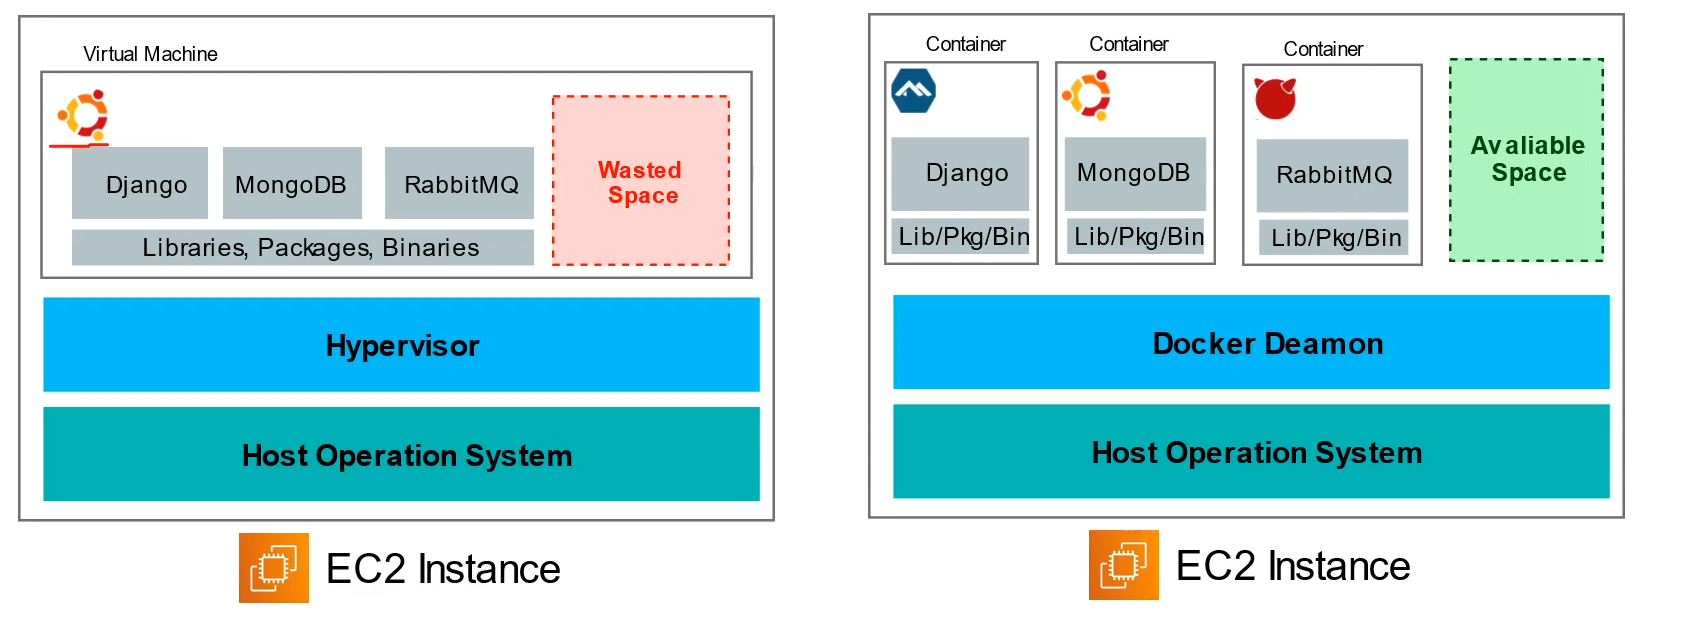 Virtual Machine
Django
MongoDB
RabbitMQ
Wasted
Space
Libraries, Packages, Binaries
Hypervisor
Host Operation System
EC2 Instance
Container
Container
Container
Django
MongoDB
RabbitMQ
Lib/Pkg/Bin
Lib/Pkg/Bin
Lib/Pkg/Bin
Avaliable
Space
Docker Deamon
Host Operation System
EC2 Instance